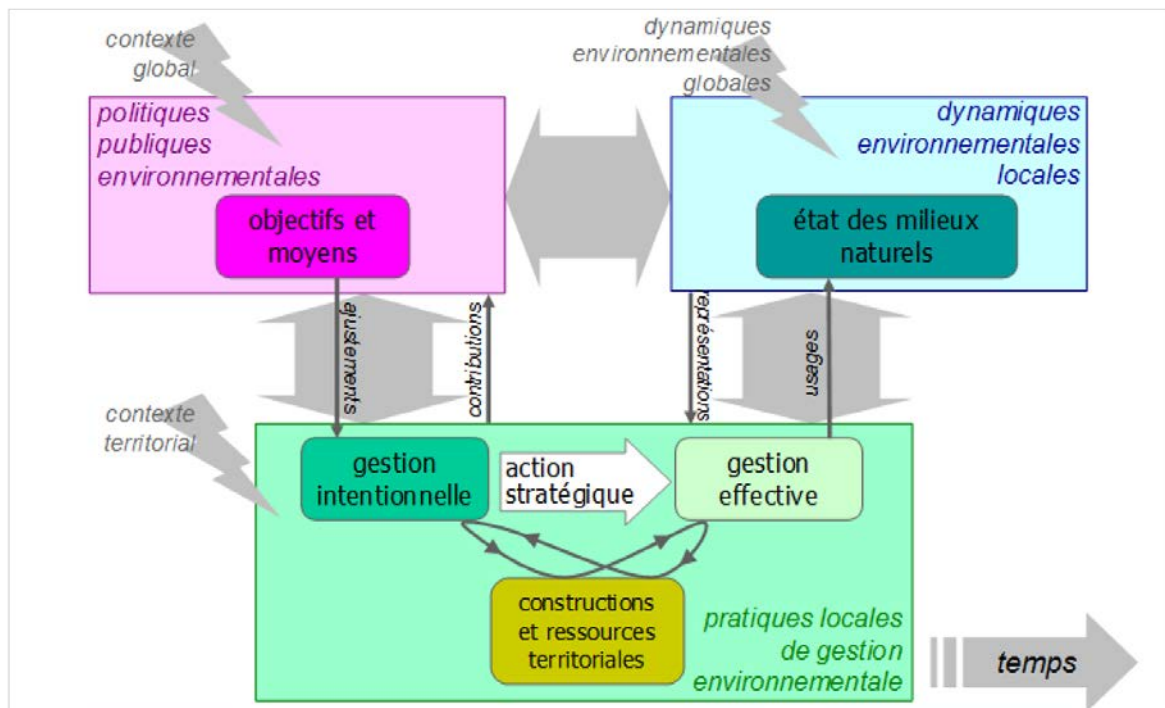 contexte
global
dynamiques
environnementales
globales
politiques
publiques
environnementales
dynamiques
environnementales
locales
objectifs et
moyens
état des milieux
naturels
ajustements
contributions
représentations
usages
contexte
territorial
gestion
intentionnelle
action
stratégique
gestion
effective
constructions
et ressources
territoriales
pratiques locales
de gestion
environnementale
temps